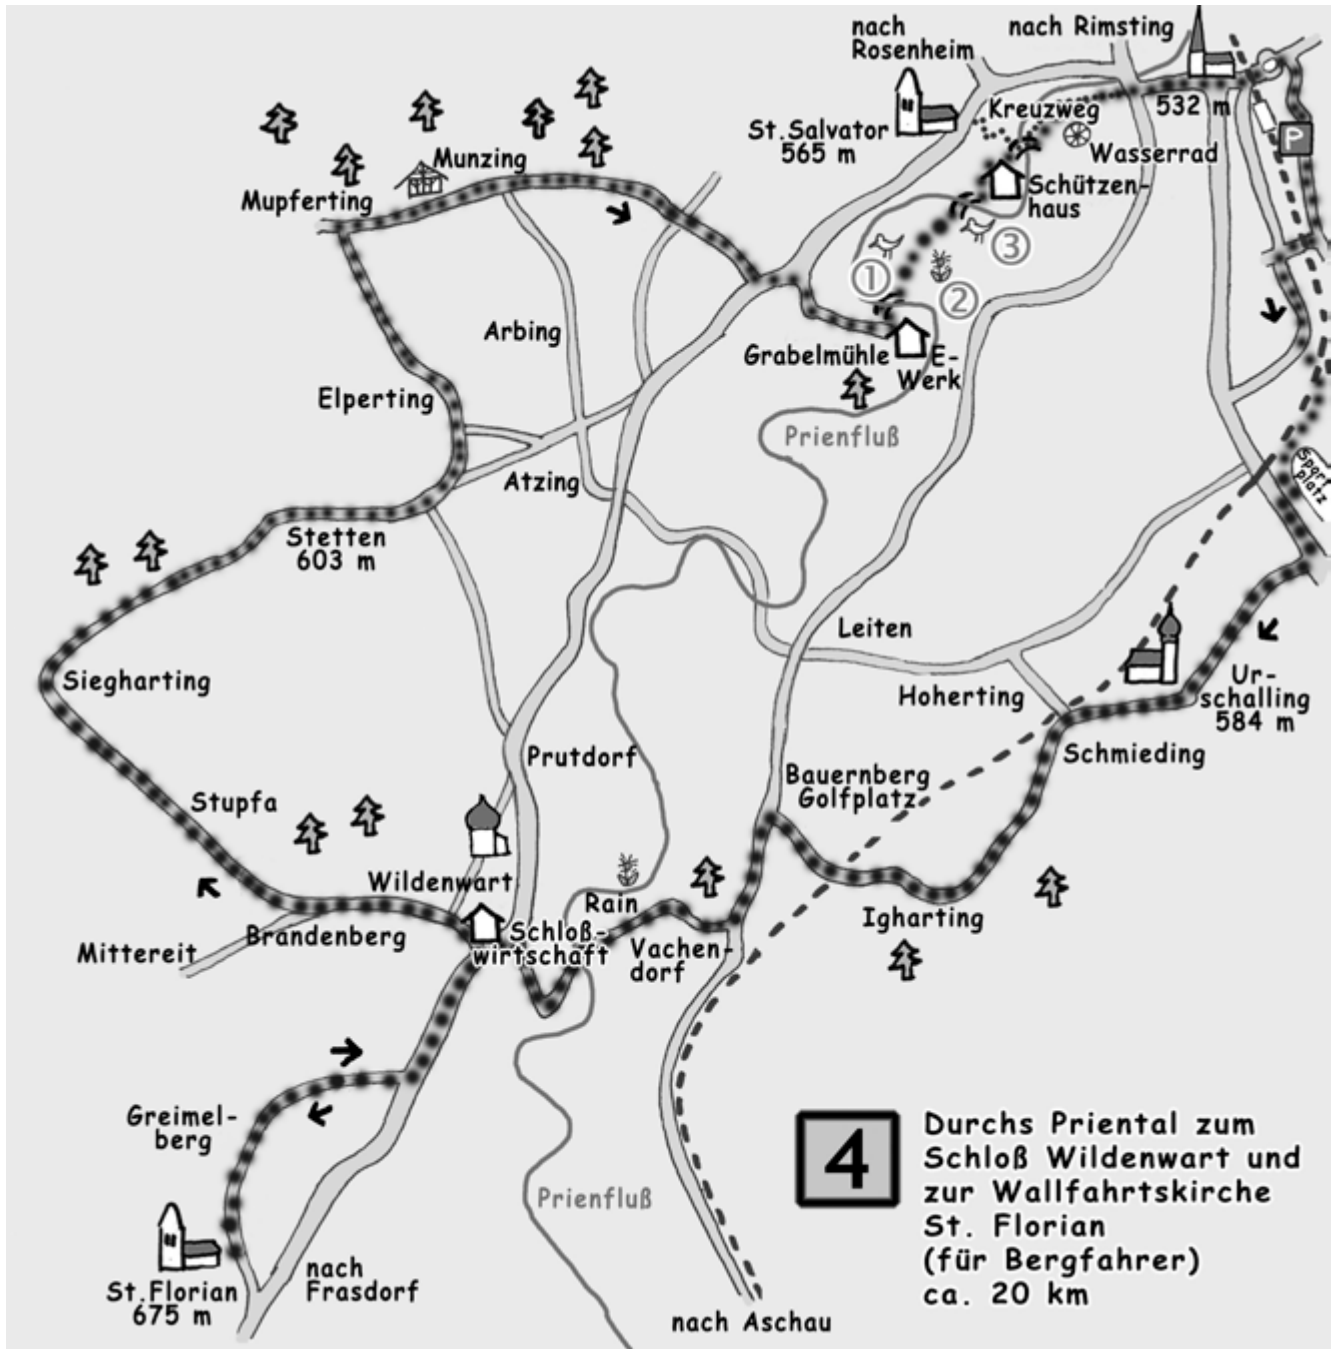 nach
Rosenheim
nach Rimsting
St.Salvator
565 m
Kreuzweg
532 m
P
Wasserrad
Schützen-
haus
Munzing
Mupferting
1
2
3
Arbing
Grabelmühle
E-
Werk
Elperting
Prienfluß
Atzing
Sport
platz
Stetten
603 m
Leiten
Siegharting
Hoherting
Ur-
schalling
584 m
Prutdorf
Schmieding
Stupfa
Bauernberg
Golfplatz
Wildenwart
Rain
Igharting
Brandenberg
Schloß-
wirtschaft
Vachen-
dorf
Mittereit
Greimel-
berg
4
Durchs Priental zum
Schloß Wildenwart und
zur Wallfahrtskirche
St. Florian
(für Bergfahrer)
ca. 20 km
Prienfluß
St.Florian
675 m
nach
Frasdorf
nach Aschau